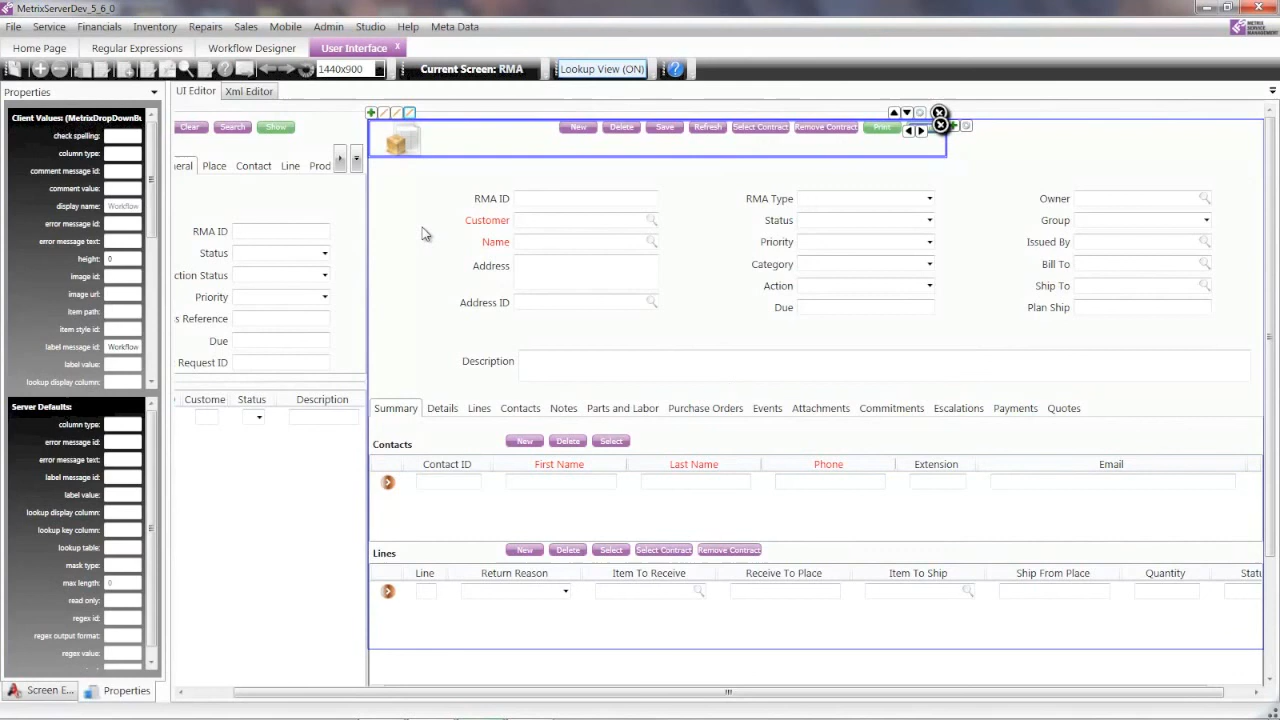 MetrixServerDev_5_6_0
File Service Financials Inventory Repairs Sales Mobile Admin Studio Help Meta Data
METRIX SERVICE MANAGEMENT
Home Page Regular Expressions Workflow Designer User Interface x
1440x900 Current Screen: RMA Lookup View (ON) ?
Properties UI Editor Xml Editor
Client Values: (MetrixDropDownBu
check spelling:
column type:
comment message id:
comment value:
display name: Workflow
error message id:
error message text:
height: 0
image id:
image url:
item path:
item style id:
label message id: Workflow
label value:
lookup display column:
Server Defaults:
column type:
error message id:
error message text:
label message id:
label value:
lookup display column:
lookup key column:
lookup table:
mask type:
max length: 0
read only:
regex id:
regex output format:
regex value:
Screen E... Properties
Clear Search Show
neral Place Contact Line Prod
RMA ID
Status
ction Status
Priority
s Reference
Due
Request ID
Custome Status Description
New Delete Save Refresh Select Contract Remove Contract Print
RMA ID RMA Type Owner
Customer Status Group
Name Priority Issued By
Address Category Bill To
Action Ship To
Address ID Due Plan Ship
Description
Summary Details Lines Contacts Notes Parts and Labor Purchase Orders Events Attachments Commitments Escalations Payments Quotes
Contacts New Delete Select
Contact ID First Name Last Name Phone Extension Email
Lines New Delete Select Select Contract Remove Contract
Line Return Reason Item To Receive Receive To Place Item To Ship Ship From Place Quantity Statu